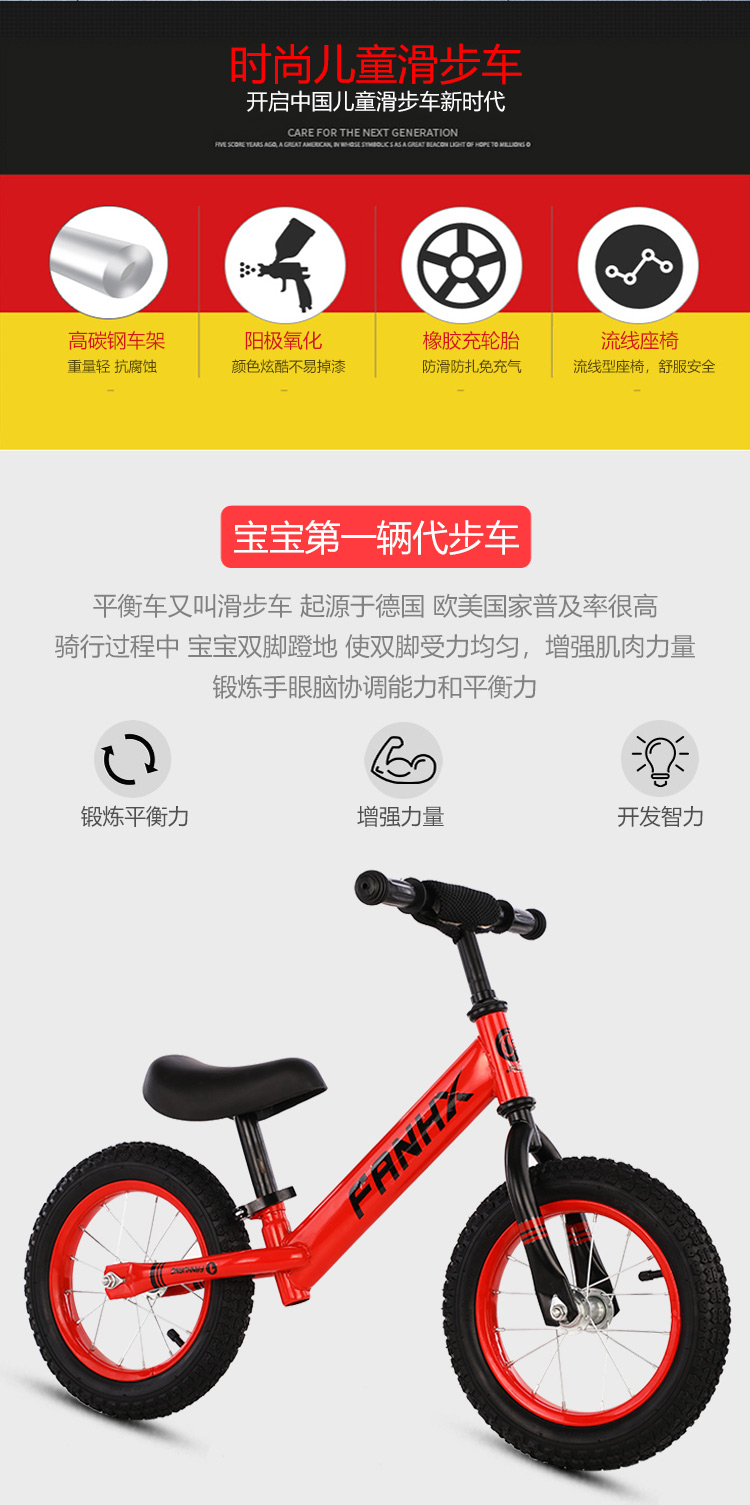 时尚儿童滑步车
开启中国儿童滑步车新时代
CARE FOR THE NEXT GENERATION
FIVE SCORE YEARS AGO, A GREAT AMERICAN, IN WHOSE SYMBOLIC S AS A GREAT BEACON LIGHT OF HOPE TO MILLIONS O
高碳钢车架
阳极氧化
橡胶充轮胎
流线座椅
重量轻 抗腐蚀
颜色炫酷不易掉漆
防滑防扎免充气
流线型座椅，舒服安全
宝宝第一辆代步车
平衡车又叫滑步车 起源于德国 欧美国家普及率很高
骑行过程中 宝宝双脚蹬地 使双脚受力均匀，增强肌肉力量
锻炼手眼脑协调能力和平衡力
锻炼平衡力
增强力量
开发智力
FANHX